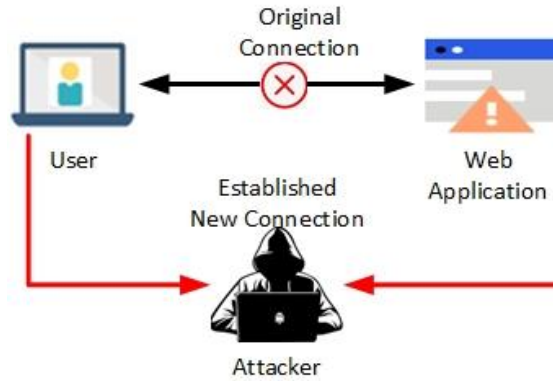 Original
Connection
User
Web
Application
Established
New Connection
Attacker